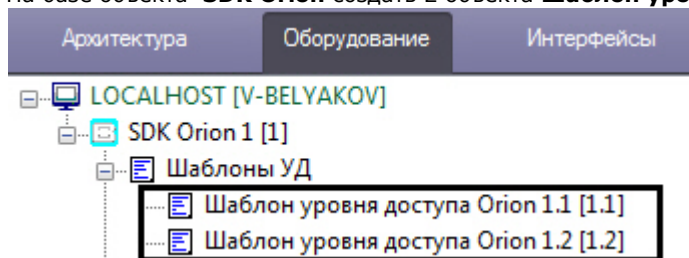 На базе объекта SDK Orion создать 2 объекта Шаблон уро
Архитектура Оборудование Интерфейсы
LOCALHOST [V-BELYAKOV]
SDK Orion 1 [1]
Шаблоны УД
Шаблон уровня доступа Orion 1.1 [1.1]
Шаблон уровня доступа Orion 1.2 [1.2]